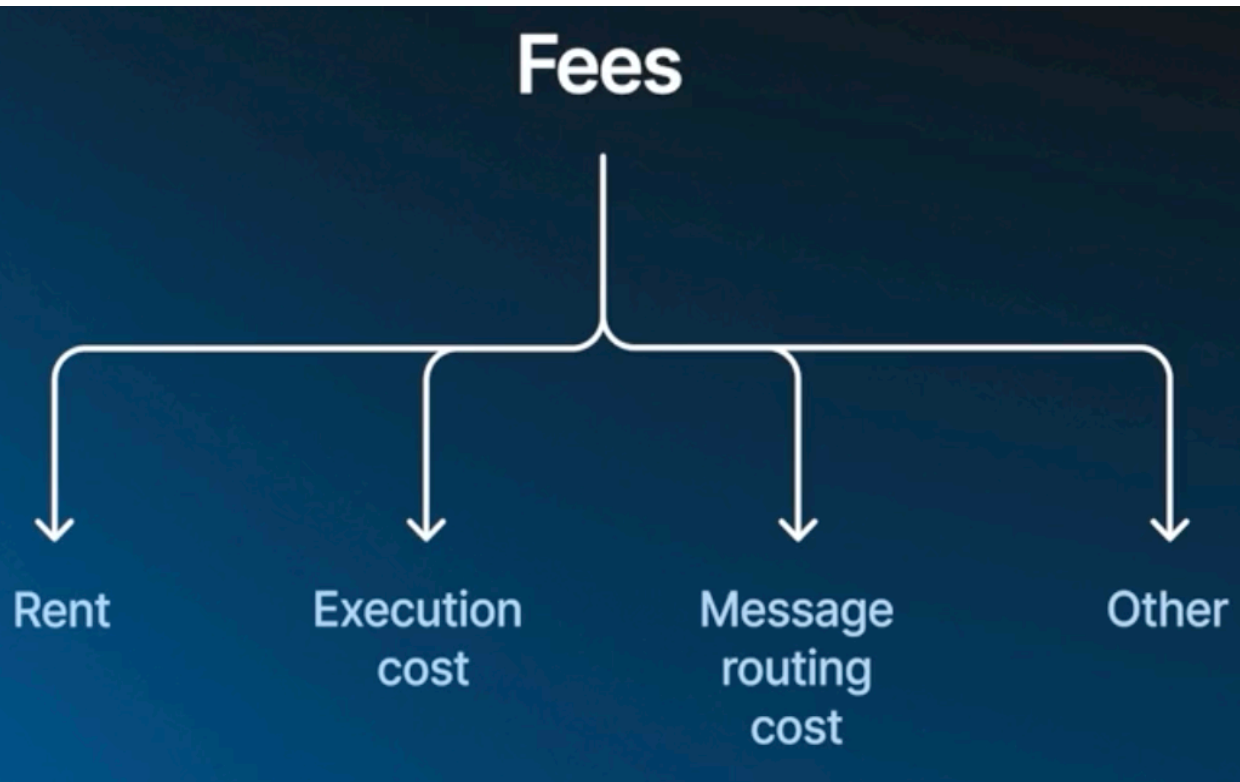 Fees
Rent
Execution
cost
Message
routing
cost
Other